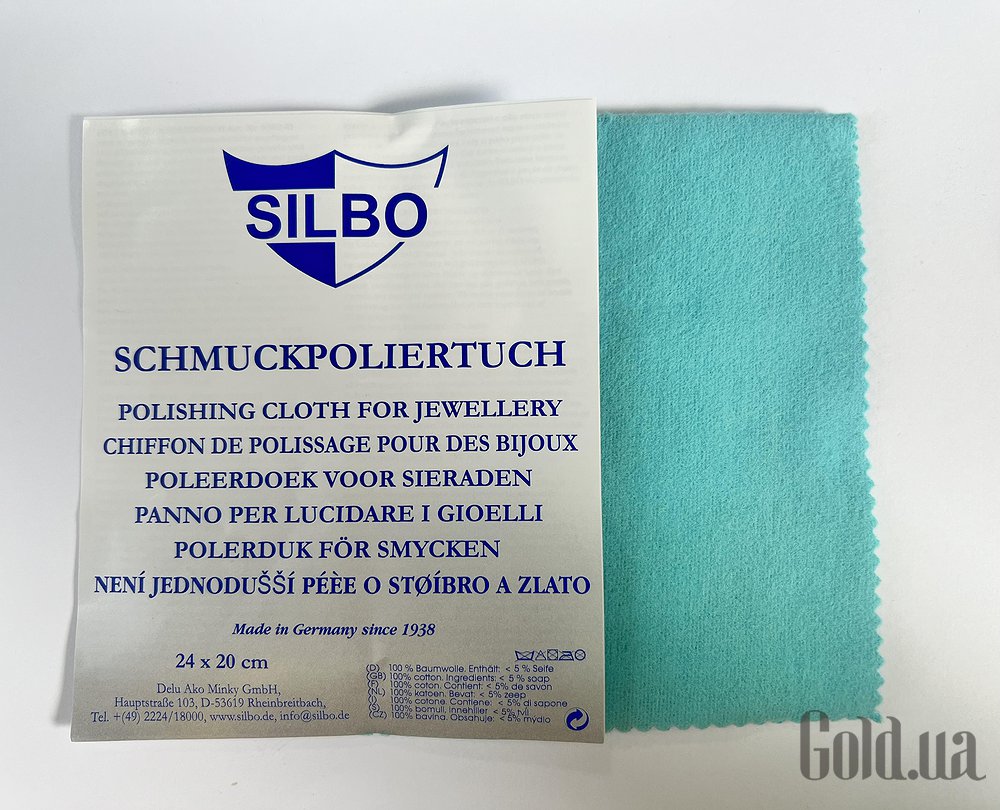 SILBO
SCHMUCKPOLIERTUCH
POLISHING CLOTH FOR JEWELLERY
CHIFFON DE POLISSAGE POUR DES BIJOUX
POLEERDOEK VOOR SIERADEN
PANNO PER LUCIDARE I GIOELLI
POLERDUK FÖR SMYCKEN
NENÍ JEDNODUŠŠÍ PÉÈE O STØÍBRO A ZLATO
Made in Germany since 1938
24 x 20 cm
Delu Ako Minky GmbH,
Hauptstraße 103, D-53619 Rheinbreitbach,
Tel. +(49) 2224/18000, www.silbo.de, info@silbo.de
(D) 100 % Baumwolle. Enthält: < 5 % Seife
(GB) 100% cotton. Ingredients: < 5 % soap
(F) 100% coton. Contient: < 5% de savon
(NL) 100% katoen. Bevat: < 5% zeep
(I) 100% cotone. Contiene: < 5% di sapone
(S) 100% bomull. Innehller < 5% tvli
(CZ) 100% bavlna. Obsahuje: < 5% mýdlo
Gold.ua